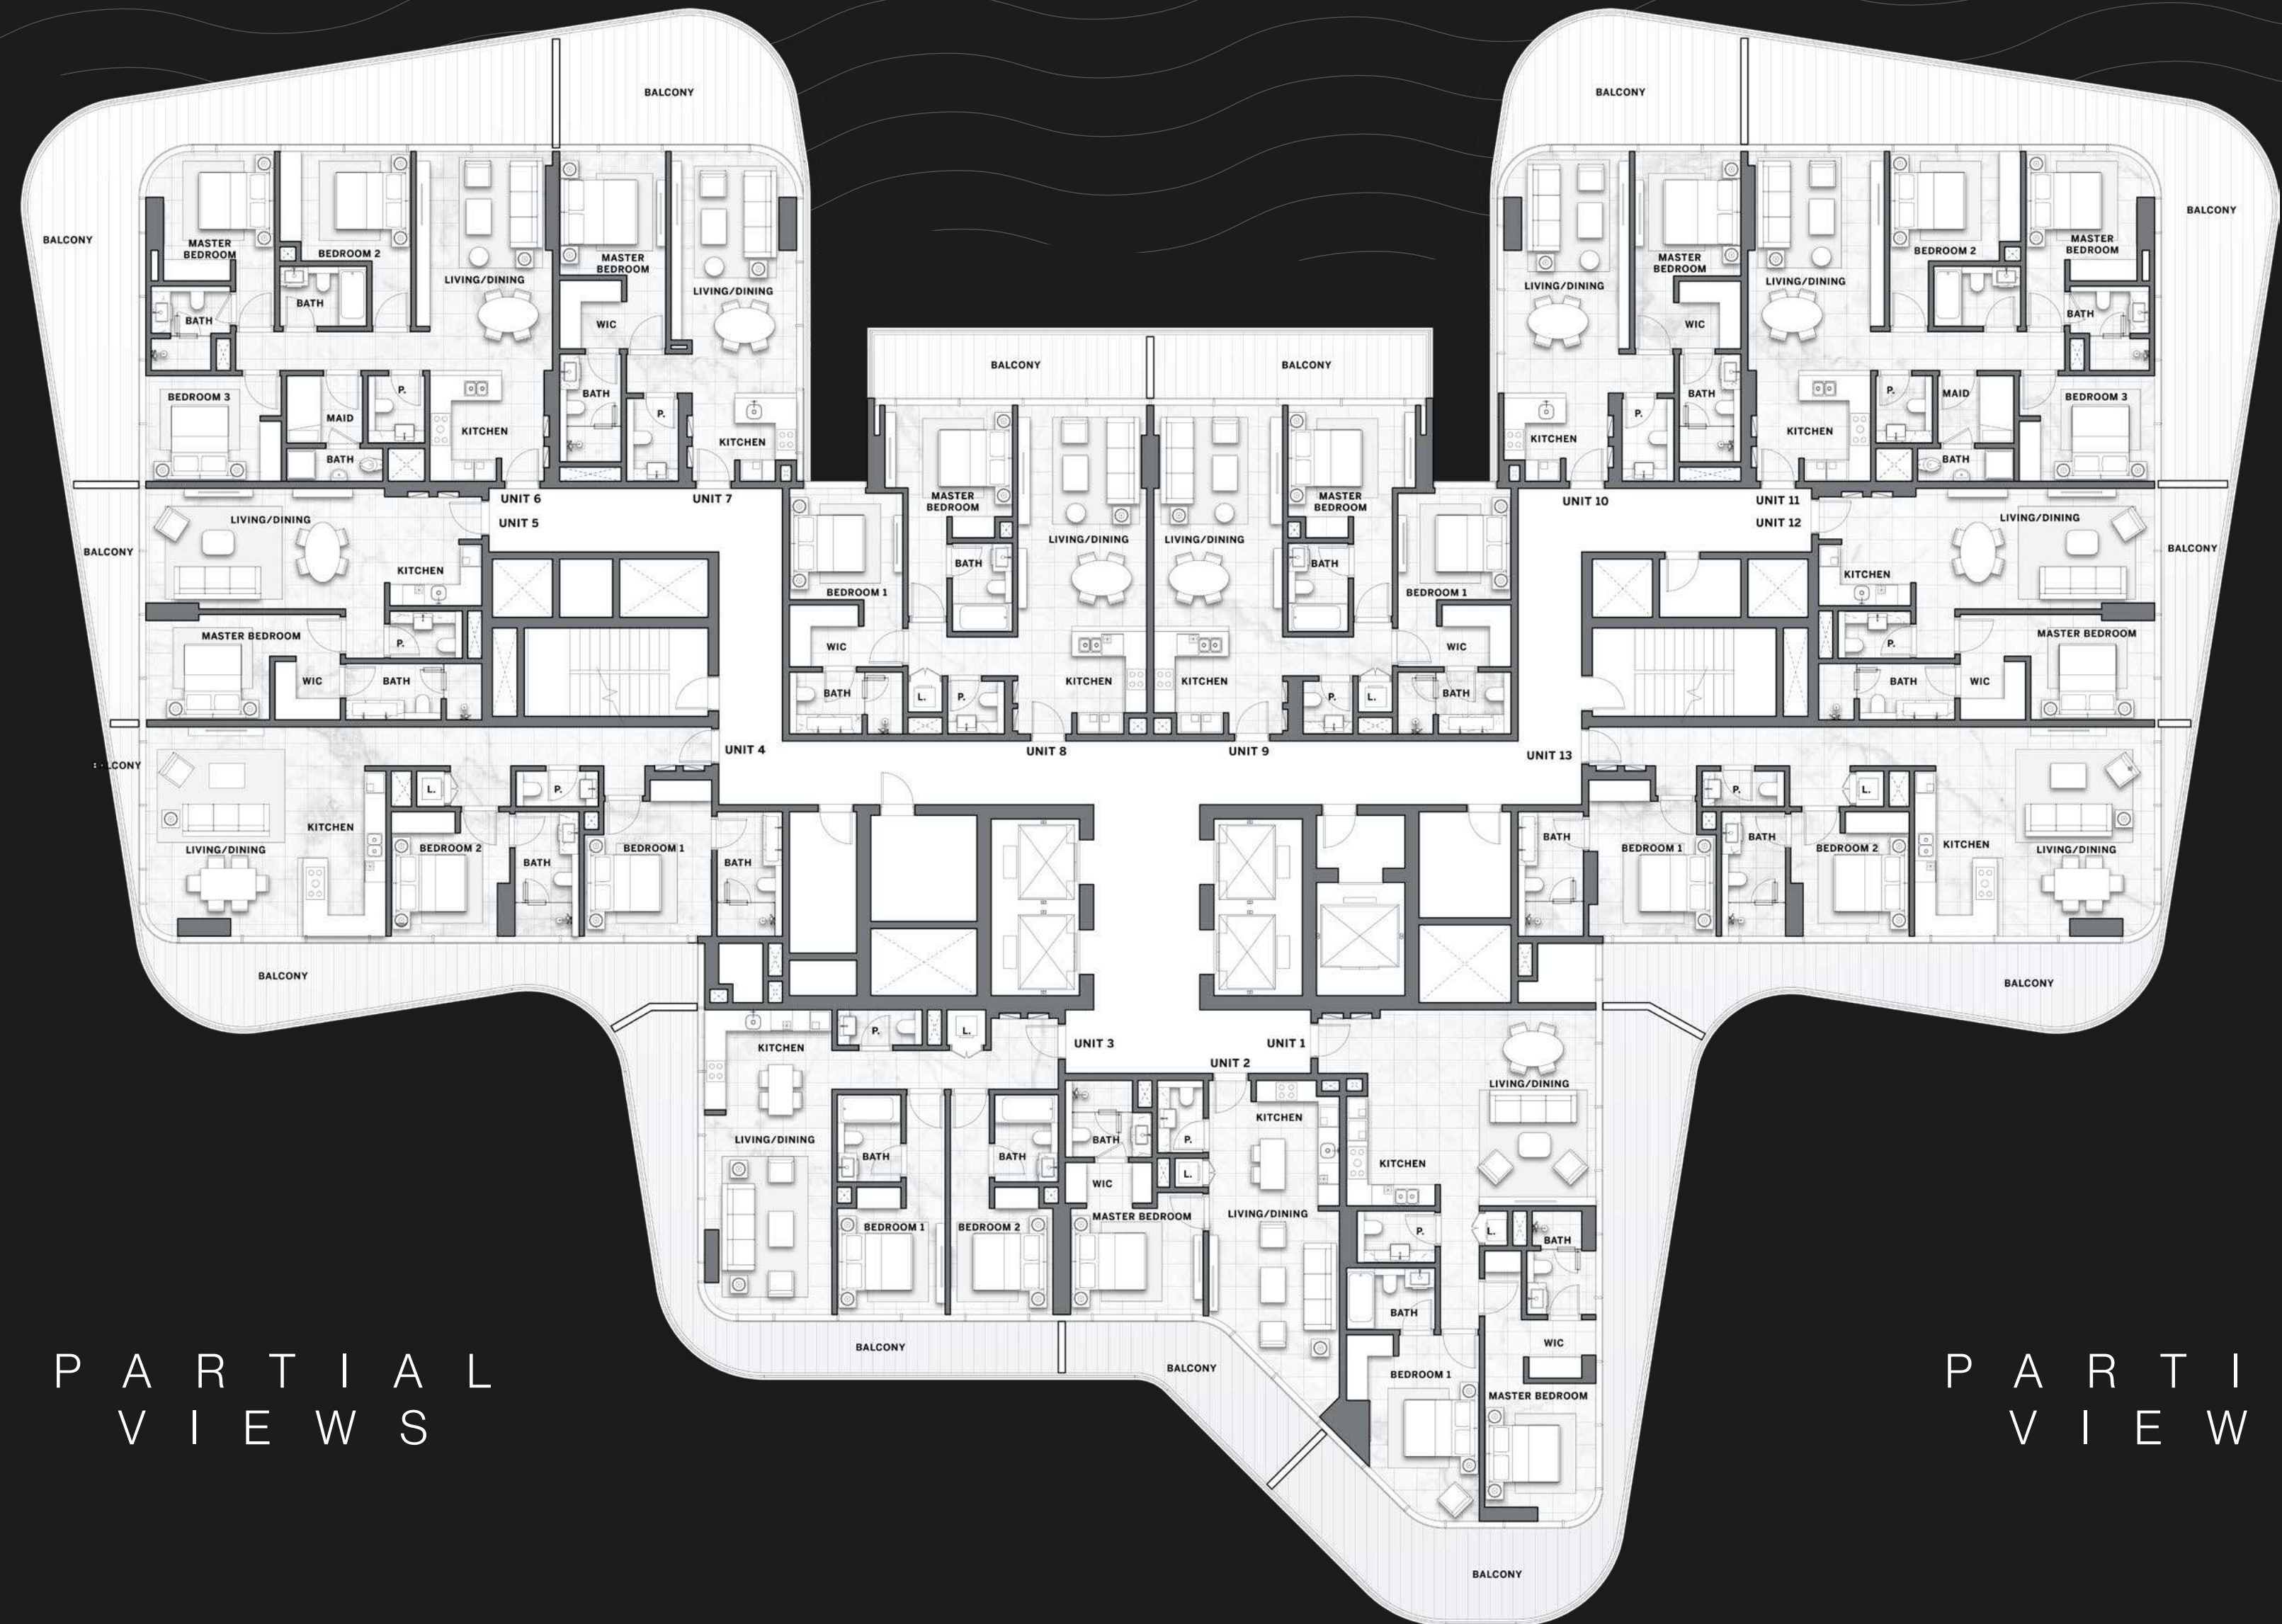 BALCONY
BALCONY
BALCONY
BALCONY
MASTER
BEDROOM
BEDROOM 2
LIVING/DINING
MASTER
BEDROOM
LIVING/DINING
BATH
BATH
WIC
BEDROOM 3
MAID
P.
KITCHEN
BATH
BATH
P.
KITCHEN
UNIT 6
UNIT 7
UNIT 5
LIVING/DINING
MASTER
BEDROOM
LIVING/DINING
BEDROOM 2
MASTER
BEDROOM
WIC
BATH
BATH
P.
KITCHEN
KITCHEN
P.
MAID
BEDROOM 3
BATH
UNIT 10
UNIT 11
UNIT 12
BALCONY
BALCONY
MASTER
BEDROOM
LIVING/DINING
LIVING/DINING
MASTER
BEDROOM
BATH
BATH
BEDROOM 1
BEDROOM 1
WIC
WIC
BATH
L.
P.
KITCHEN
KITCHEN
P.
L.
BATH
UNIT 8
UNIT 9
BALCONY
LIVING/DINING
KITCHEN
MASTER BEDROOM
P.
WIC
BATH
LIVING/DINING
BALCONY
KITCHEN
P.
MASTER BEDROOM
BATH
WIC
UNIT 4
UNIT 13
BALCONY
L.
P.
KITCHEN
LIVING/DINING
BEDROOM 2
BATH
BEDROOM 1
BATH
BALCONY
BATH
P.
L.
BEDROOM 1
BATH
BEDROOM 2
KITCHEN
LIVING/DINING
BALCONY
KITCHEN
P.
L.
UNIT 3
UNIT 1
UNIT 2
LIVING/DINING
BATH
BATH
BEDROOM 1
BEDROOM 2
BALCONY
BATH
P.
KITCHEN
WIC
L.
MASTER BEDROOM
LIVING/DINING
BALCONY
LIVING/DINING
KITCHEN
P.
L.
BATH
BATH
WIC
BEDROOM 1
MASTER BEDROOM
BALCONY
PARTIAL
VIEWS
PARTI
VIEW